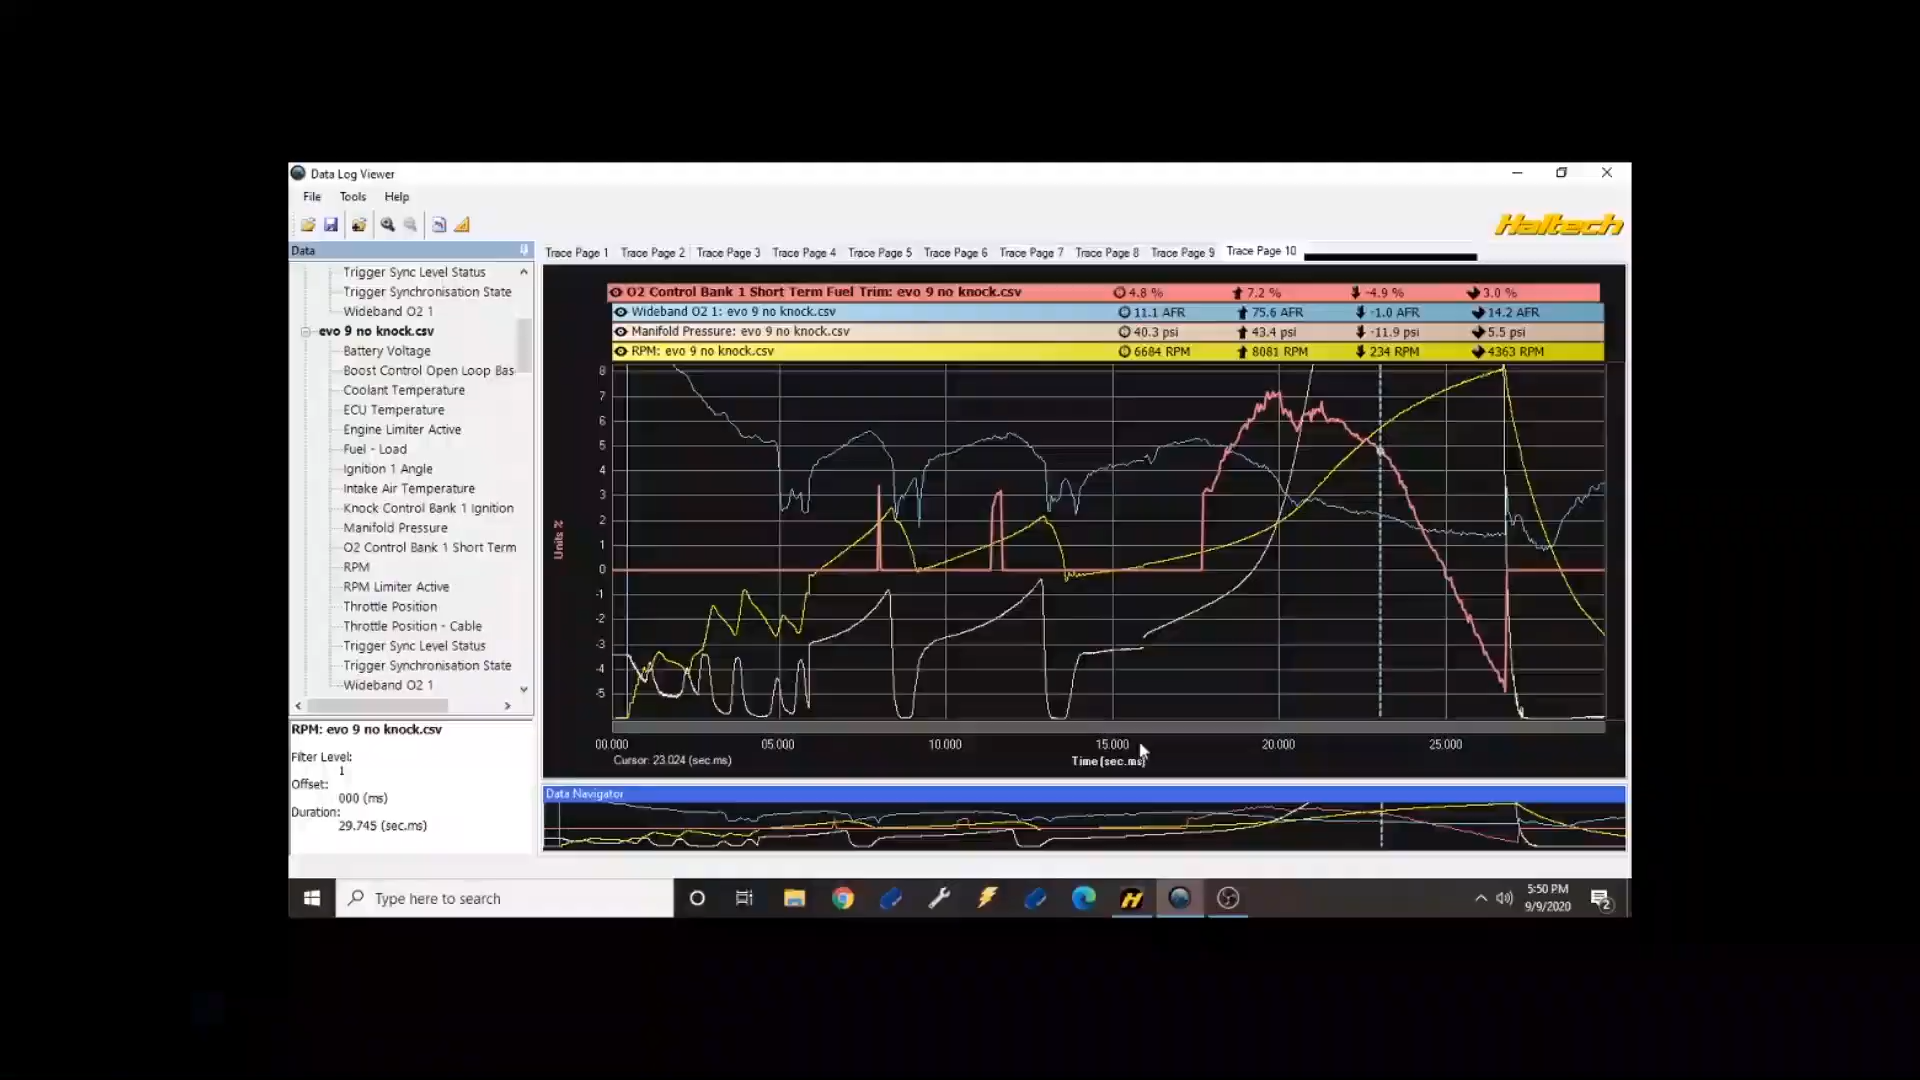 Data Log Viewer
File Tools Help
Haltech
Data
Trigger Sync Level Status
Trigger Synchronisation State
Wideband O2 1
evo 9 no knock.csv
Battery Voltage
Boost Control Open Loop Bas
Coolant Temperature
ECU Temperature
Engine Limiter Active
Fuel - Load
Ignition 1 Angle
Intake Air Temperature
Knock Control Bank 1 Ignition
Manifold Pressure
O2 Control Bank 1 Short Term
RPM
RPM Limiter Active
Throttle Position
Throttle Position - Cable
Trigger Sync Level Status
Trigger Synchronisation State
Wideband O2 1
RPM: evo 9 no knock.csv
Filter Level:
1
Offset:
000 (ms)
Duration:
29.745 (sec.ms)
Trace Page 1 Trace Page 2 Trace Page 3 Trace Page 4 Trace Page 5 Trace Page 6 Trace Page 7 Trace Page 8 Trace Page 9 Trace Page 10
O2 Control Bank 1 Short Term Fuel Trim: evo 9 no knock.csv 4.8 % 7.2 % -4.9 % 3.0 %
Wideband O2 1: evo 9 no knock.csv 11.1 AFR 75.6 AFR -1.0 AFR 14.2 AFR
Manifold Pressure: evo 9 no knock.csv 40.3 psi 43.4 psi -11.9 psi 5.5 psi
RPM: evo 9 no knock.csv 6684 RPM 8081 RPM 234 RPM 4363 RPM
8
7
6
5
4
3
2
1
0
-1
-2
-3
-4
-5
Units %
00.000 05.000 10.000 15.000 20.000 25.000
Cursor: 23.024 (sec.ms)
Time (sec.ms)
Data Navigator
Type here to search
5:50 PM
9/9/2020
2